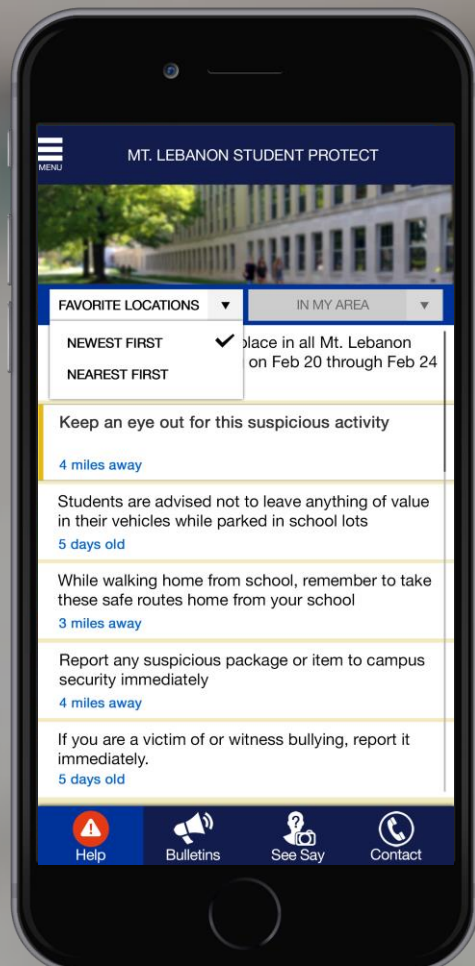 MENU
MT. LEBANON STUDENT PROTECT
FAVORITE LOCATIONS
IN MY AREA
NEWEST FIRST
NEAREST FIRST
place in all Mt. Lebanon
on Feb 20 through Feb 24
Keep an eye out for this suspicious activity
4 miles away
Students are advised not to leave anything of value
in their vehicles while parked in school lots
5 days old
While walking home from school, remember to take
these safe routes home from your school
3 miles away
Report any suspicious package or item to campus
security immediately
4 miles away
If you are a victim of or witness bullying, report it
immediately.
5 days old
Help
Bulletins
See Say
Contact